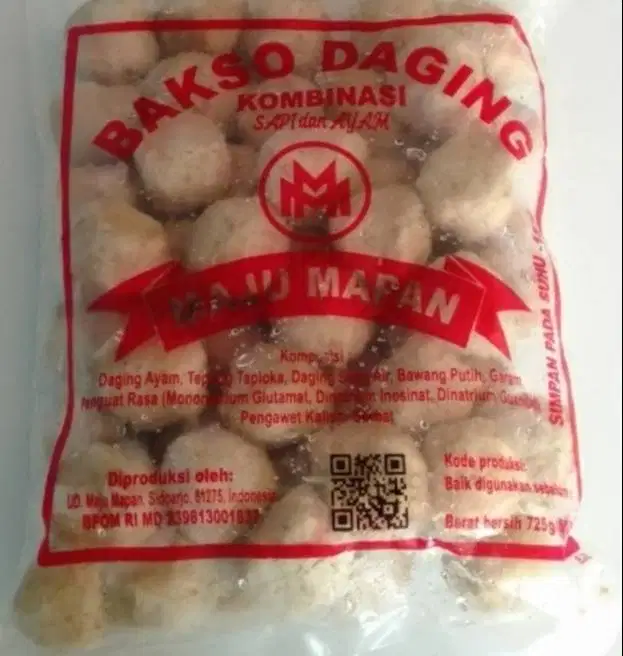 BAKSO DAGING
KOMBINASI
SAPI dan AYAM
MM
MAJU MAPAN
Komposisi
Daging Ayam, Tepung Tapioka, Daging Sapi, Air, Bawang Putih, Garam
Penguat Rasa (Mononatrium Glutamat, Dinatrium Inosinat, Dinatrium
Pengawet Kalium Sorbat
Diproduksi oleh:
UD. Maju Mapan, Sidoarjo, 61275, Indonesia
BPOM RI MD
Kode produksi:
Baik digunakan sebelum
Berat bersih 725g
SIMPAN PADA SUHU